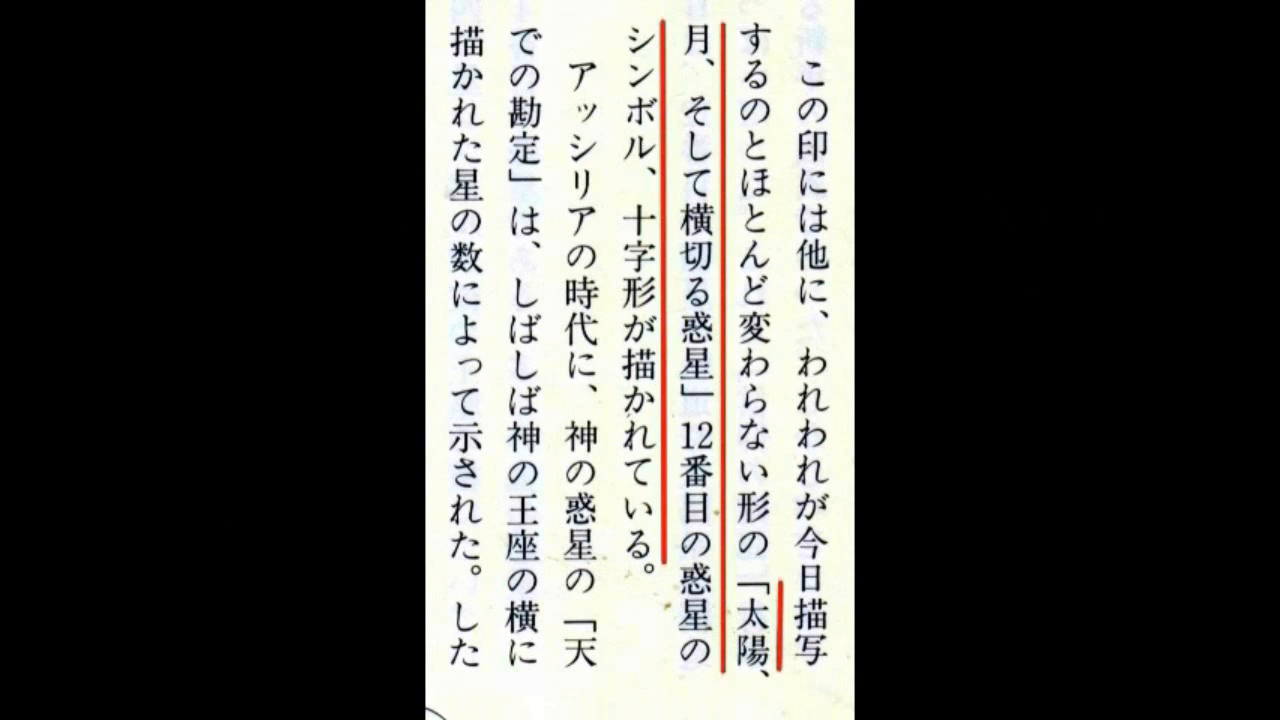 この印には他に、われわれが今日描写
するのとほとんど変わらない形の「太陽、
月、そして横切る惑星」12番目の惑星の
シンボル、十字形が描かれている。
アッシリアの時代に、神の惑星の「天
での勘定」は、しばしば神の王座の横に
描かれた星の数によって示された。した